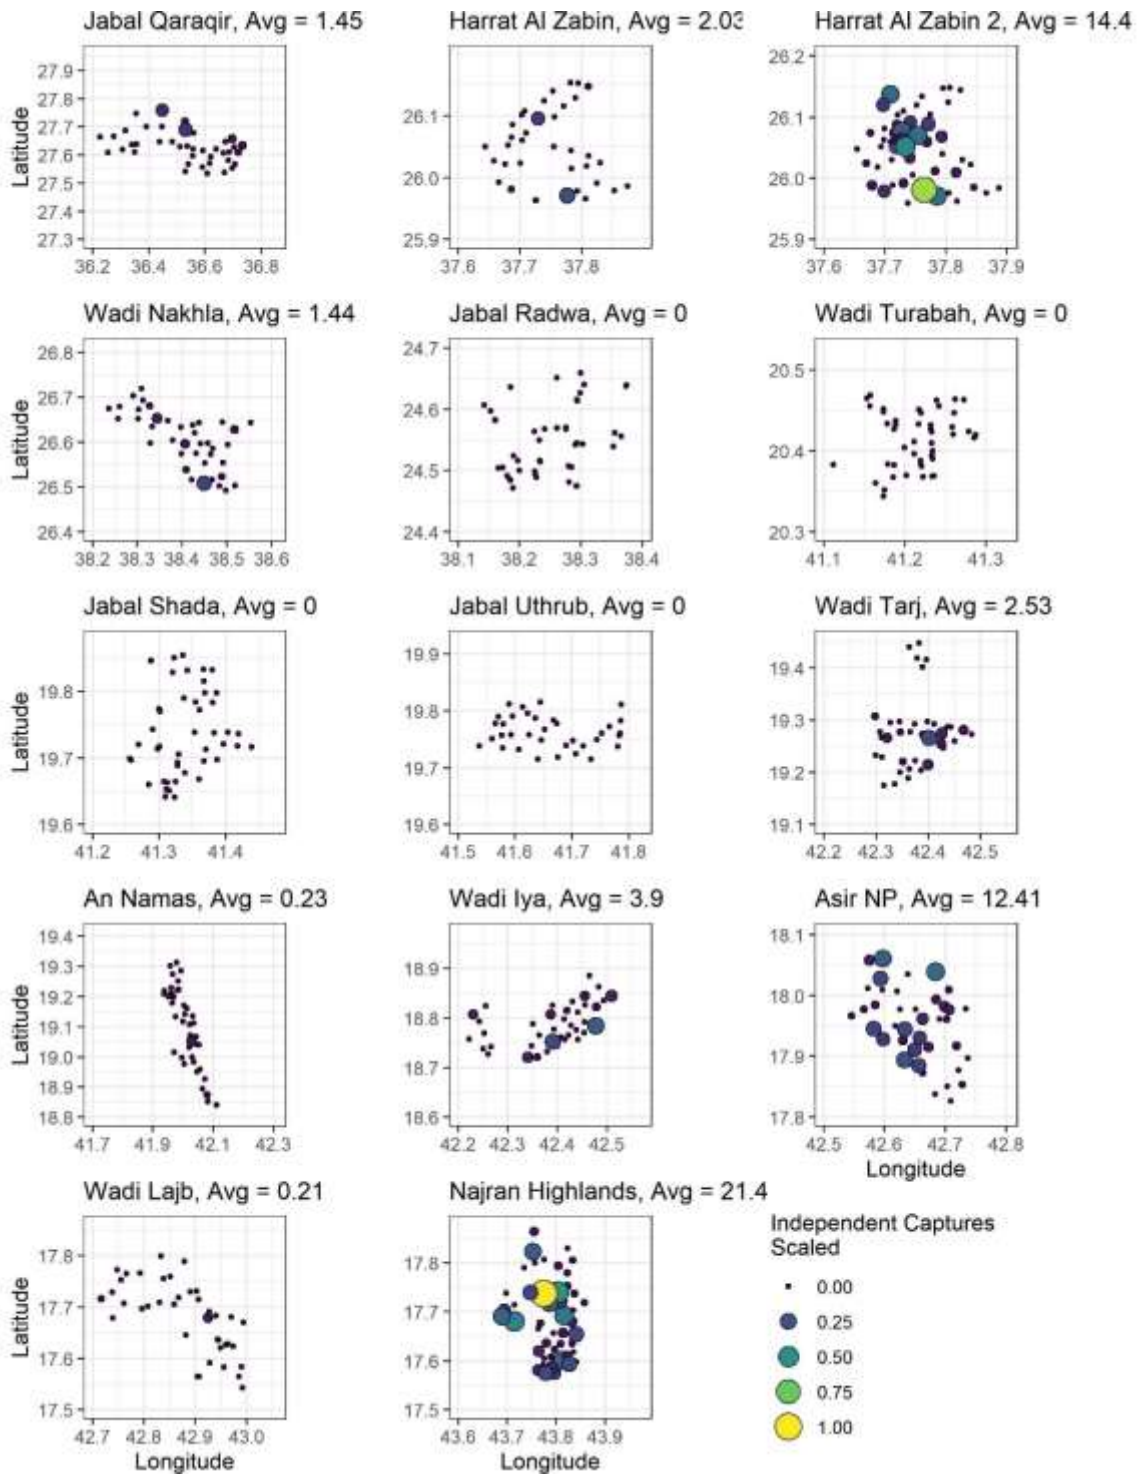 Jabal Qaraqir, Avg = 1.45
Latitude
27.9
27.8
27.7
27.6
27.5
27.4
27.3
36.2 36.4 36.6 36.8
Harrat Al Zabin, Avg = 2.03
26.1
26.0
25.9
37.6 37.7 37.8
Harrat Al Zabin 2, Avg = 14.4
26.2
26.1
26.0
25.9
37.6 37.7 37.8 37.9
Wadi Nakhla, Avg = 1.44
Latitude
26.8
26.7
26.6
26.5
26.4
38.2 38.3 38.4 38.5 38.6
Jabal Radwa, Avg = 0
24.7
24.6
24.5
24.4
38.1 38.2 38.3 38.4
Wadi Turabah, Avg = 0
20.5
20.4
20.3
41.1 41.2 41.3
Jabal Shada, Avg = 0
Latitude
19.8
19.7
19.6
41.2 41.3 41.4
Jabal Uthrub, Avg = 0
19.9
19.8
19.7
19.6
41.5 41.6 41.7 41.8
Wadi Tarj, Avg = 2.53
19.4
19.3
19.2
19.1
42.2 42.3 42.4 42.5
An Namas, Avg = 0.23
Latitude
19.4
19.3
19.2
19.1
19.0
18.9
18.8
41.7 41.9 42.1 42.3
Wadi Iya, Avg = 3.9
18.9
18.8
18.7
18.6
42.2 42.3 42.4 42.5
Asir NP, Avg = 12.41
18.1
18.0
17.9
17.8
42.5 42.6 42.7 42.8
Longitude
Wadi Lajb, Avg = 0.21
Latitude
17.8
17.7
17.6
17.5
42.7 42.8 42.9 43.0
Longitude
Najran Highlands, Avg = 21.4
17.8
17.7
17.6
17.5
43.6 43.7 43.8 43.9
Longitude
Independent Captures
Scaled
0.00
0.25
0.50
0.75
1.00